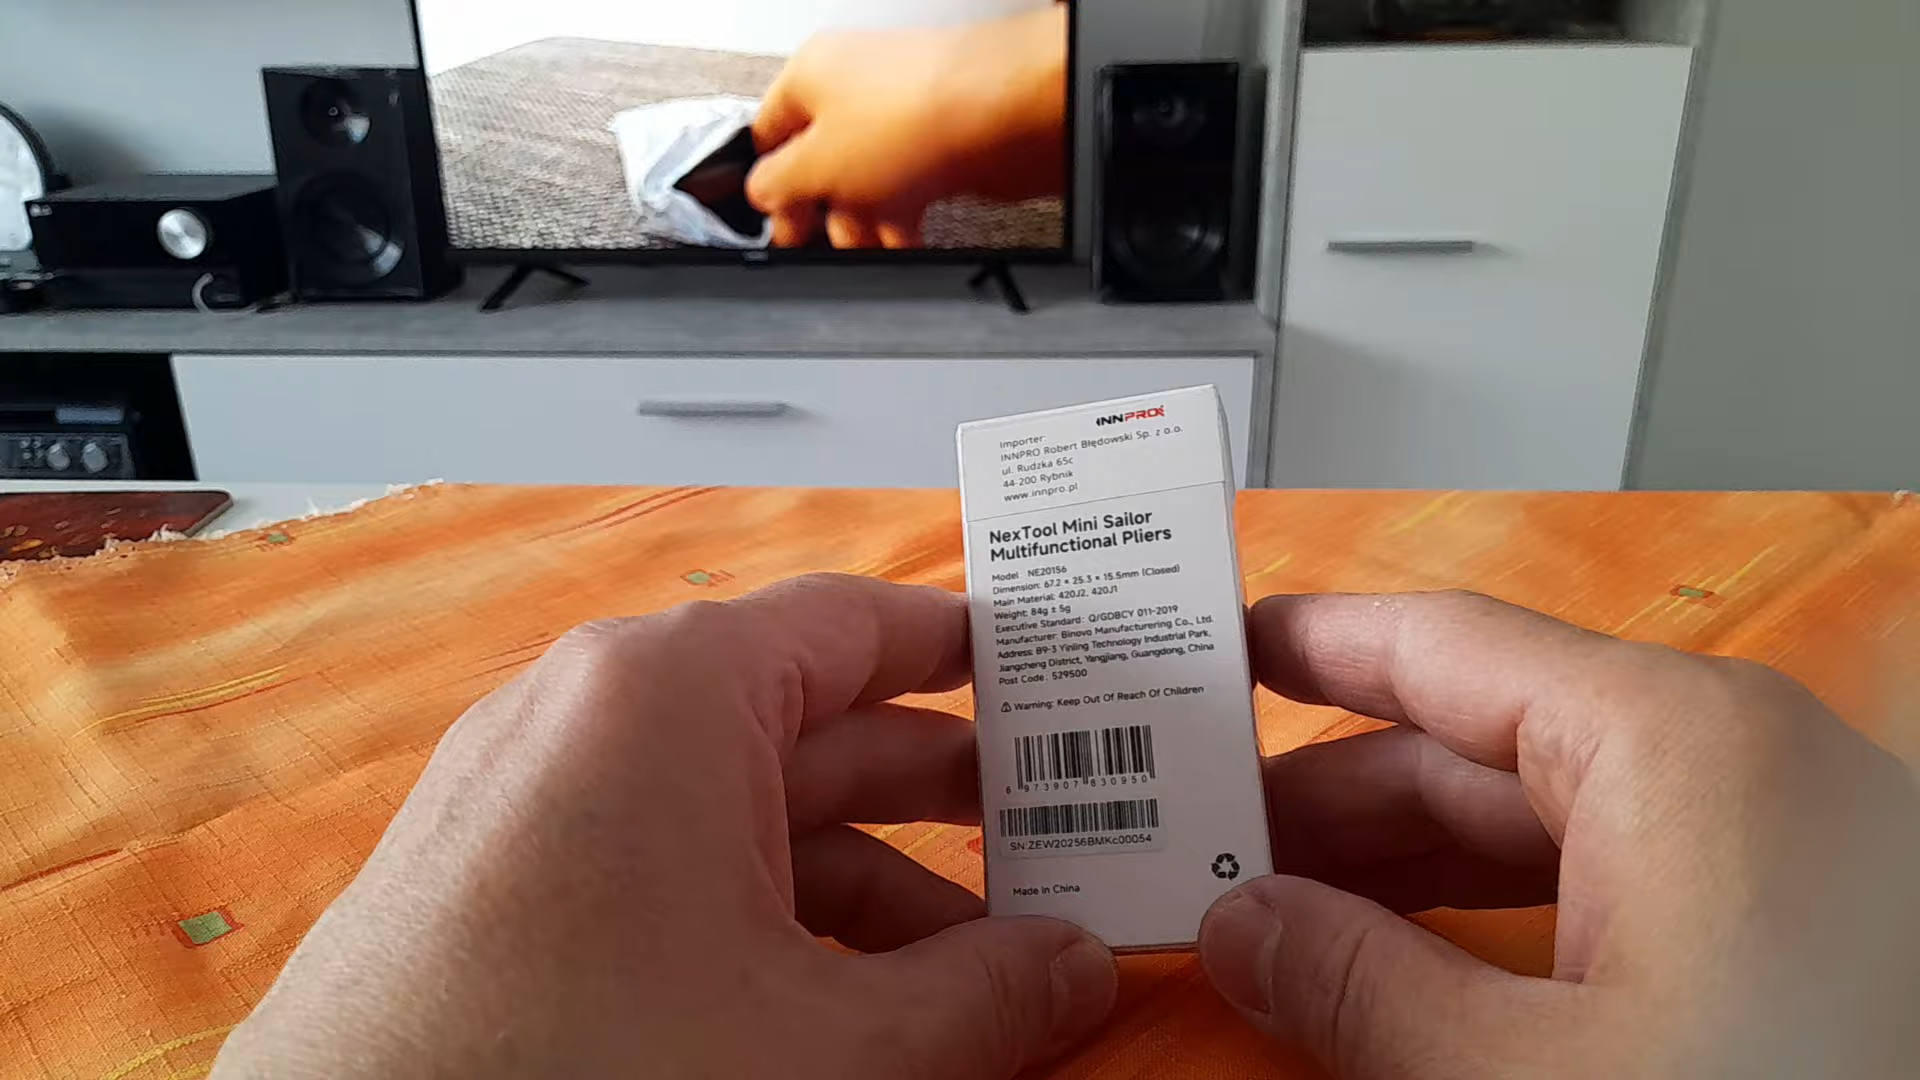 INNPRO
Importer:
INNPRO Robert Błędowski Sp. z o.o.
ul. Rudzka 65c
44-200 Rybnik
www.innpro.pl
NexTool Mini Sailor
Multifunctional Pliers
Model: NE20156
Dimension: 67.2 * 25.3 * 15.5mm (Closed)
Main Material: 420J2, 420J1
Weight: 84g ± 5g
Executive Standard: Q/GDBCY 011-2019
Manufacturer: Binovo Manufacturering Co., Ltd.
Address: B9-3 Yinling Technology Industrial Park,
Jiangcheng District, Yangjiang, Guangdong, China
Post Code: 529500
Warning: Keep Out Of Reach Of Children
6 973907 830950
SN:ZEW20256BMKc00054
Made In China
LG